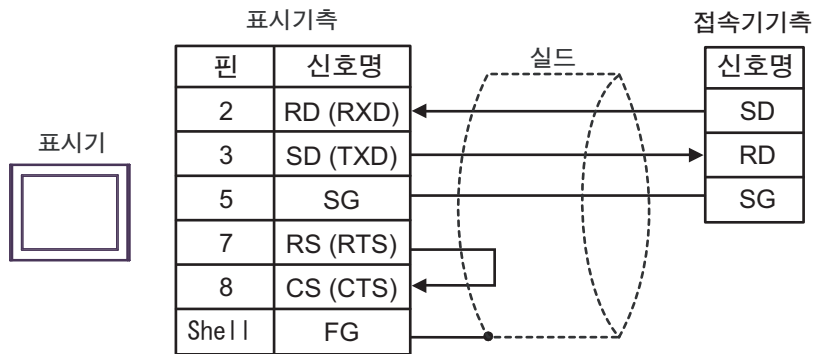 표시기측
접속기기측
실드
핀 신호명
신호명
2 RD (RXD)
SD
3 SD (TXD)
RD
5 SG
SG
7 RS (RTS)
8 CS (CTS)
Shell FG
표시기